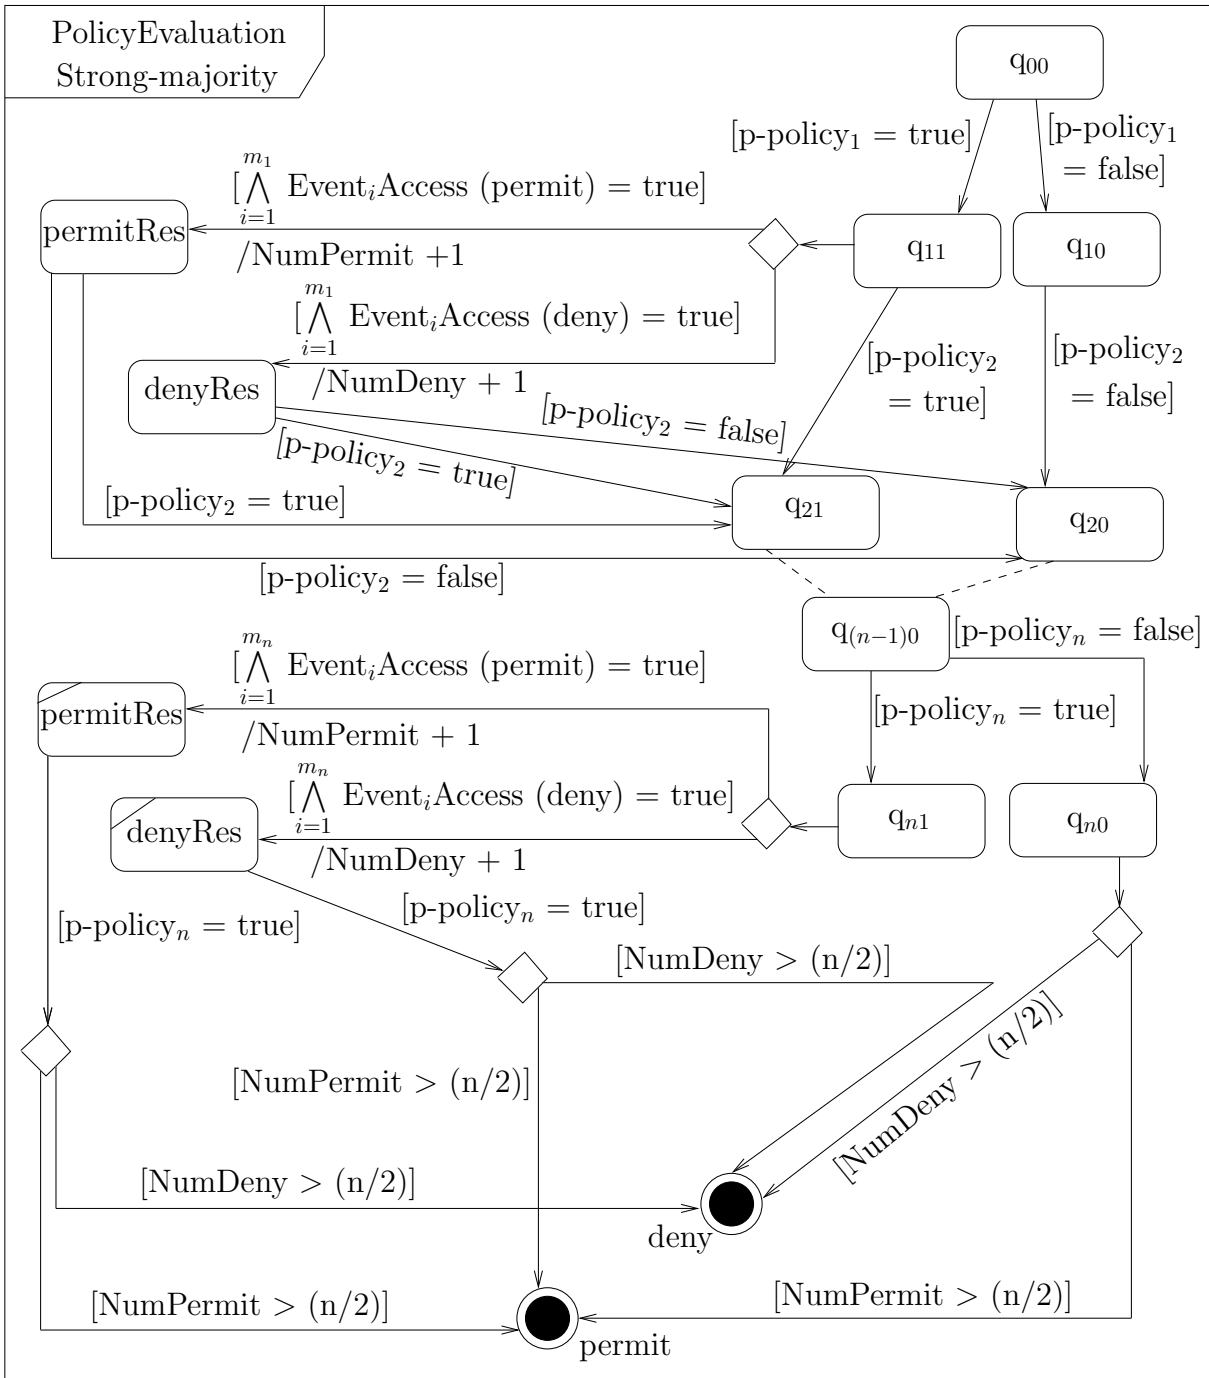 PolicyEvaluation
Strong-majority
q₀₀
[p-policy₁ = true]
[p-policy₁
= false]
[⋀ᵢ₌₁^m₁ EventᵢAccess (permit) = true]
permitRes
/NumPermit +1
q₁₁
q₁₀
[⋀ᵢ₌₁^m₁ EventᵢAccess (deny) = true]
/NumDeny + 1
denyRes
[p-policy₂
= true]
[p-policy₂
= false]
[p-policy₂ = false]
[p-policy₂ = true]
[p-policy₂ = true]
q₂₁
q₂₀
[p-policy₂ = false]
q₍ₙ₋₁₎₀
[p-policyₙ = false]
[⋀ᵢ₌₁^mₙ EventᵢAccess (permit) = true]
permitRes
/NumPermit + 1
[p-policyₙ = true]
[⋀ᵢ₌₁^mₙ EventᵢAccess (deny) = true]
denyRes
/NumDeny + 1
qₙ₁
qₙ₀
[p-policyₙ = true]
[p-policyₙ = true]
[NumDeny > (n/2)]
[NumDeny > (n/2)]
[NumPermit > (n/2)]
[NumDeny > (n/2)]
deny
[NumPermit > (n/2)]
[NumPermit > (n/2)]
permit